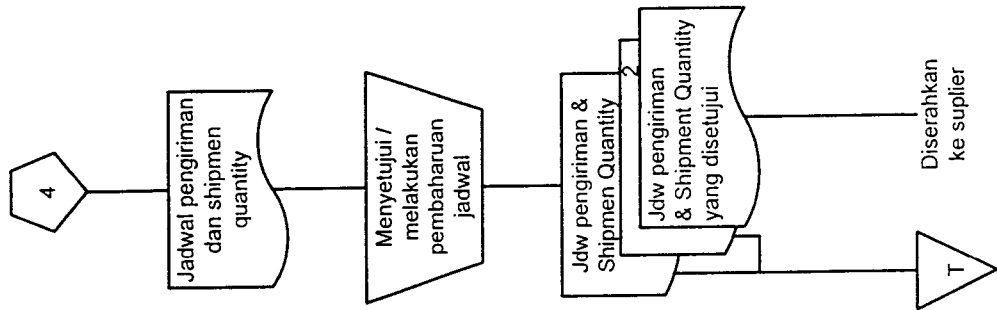 4
Jadwal pengiriman
dan shipmen
quantity
Menyetujui /
melakukan
pembaharuan
jadwal
Jdw pengiriman &
Shipmen Quantity
2
Jdw pengiriman
& Shipment Quantity
yang disetujui
T
Diserahkan
ke suplier